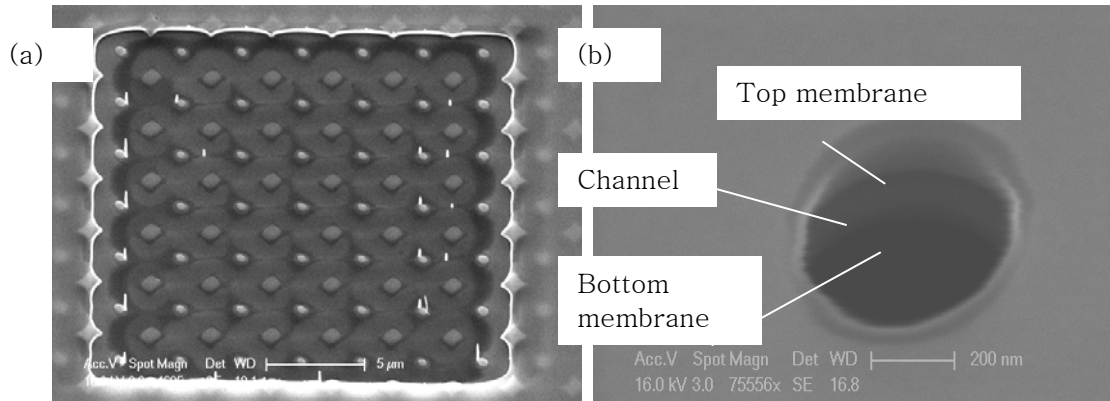 (a)
Acc.V Spot Magn Det WD 5 µm
(b)
Top membrane
Channel
Bottom
membrane
Acc.V Spot Magn Det WD 200 nm
16.0 kV 3.0 75556x SE 16.8